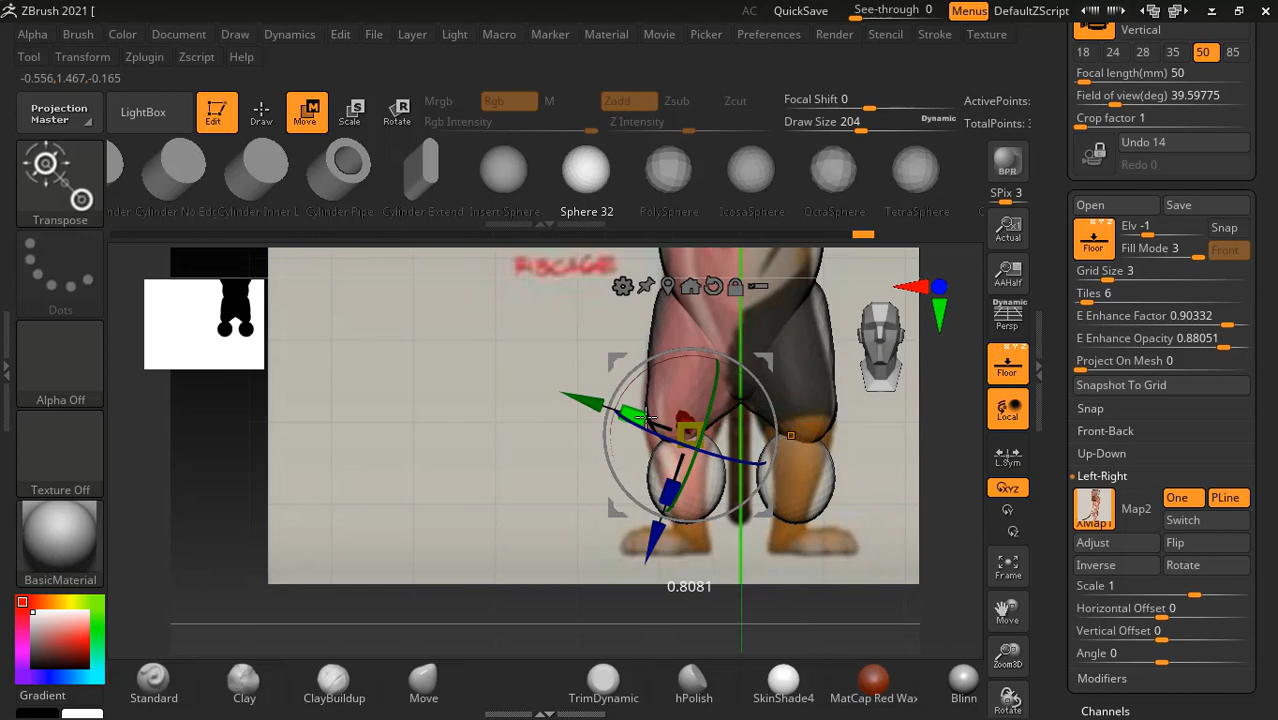 ZBrush 2021 [
AC
QuickSave
See-through 0
Menus
DefaultZScript
Alpha
Brush
Color
Document
Draw
Dynamics
Edit
File
Layer
Light
Macro
Marker
Material
Movie
Picker
Preferences
Render
Stencil
Stroke
Texture
Tool
Transform
Zplugin
Zscript
Help
-0.556,1.467,-0.165
Projection Master
LightBox
Edit
Draw
Move
Scale
Rotate
Mrgb
Rgb
M
Rgb Intensity
Zadd
Zsub
Zcut
Z Intensity
Focal Shift 0
Draw Size 204
Dynamic
ActivePoints:
TotalPoints:
Transpose
Cylinder No
Cylinder Inner L
Cylinder Pipe
Cylinder Extend
Insert Sphere
Sphere 32
PolySphere
IcosaSphere
OctaSphere
TetraSphere
Dots
Alpha Off
Texture Off
BasicMaterial
Gradient
0.8081
BPR
SPix 3
Actual
AAHalf
Dynamic
Persp
X Y Z
Floor
Local
L.Sym
XYZ
Y
Z
Frame
Move
Zoom3D
Rotate
Standard
Clay
ClayBuildup
Move
TrimDynamic
hPolish
SkinShade4
MatCap Red Wax
Blinn
Vertical
18 24 28 35 50 85
Focal length(mm) 50
Field of view(deg) 39.59775
Crop factor 1
Undo 14
Redo 0
Open
Save
X Y Z
Floor
Elv -1
Snap
Fill Mode 3
Front
Grid Size 3
Tiles 6
E Enhance Factor 0.90332
E Enhance Opacity 0.88051
Project On Mesh 0
Snapshot To Grid
Snap
Front-Back
Up-Down
Left-Right
Map2
One
PLine
Switch
Adjust
Flip
Inverse
Rotate
Scale 1
Horizontal Offset 0
Vertical Offset 0
Angle 0
Modifiers
Channels